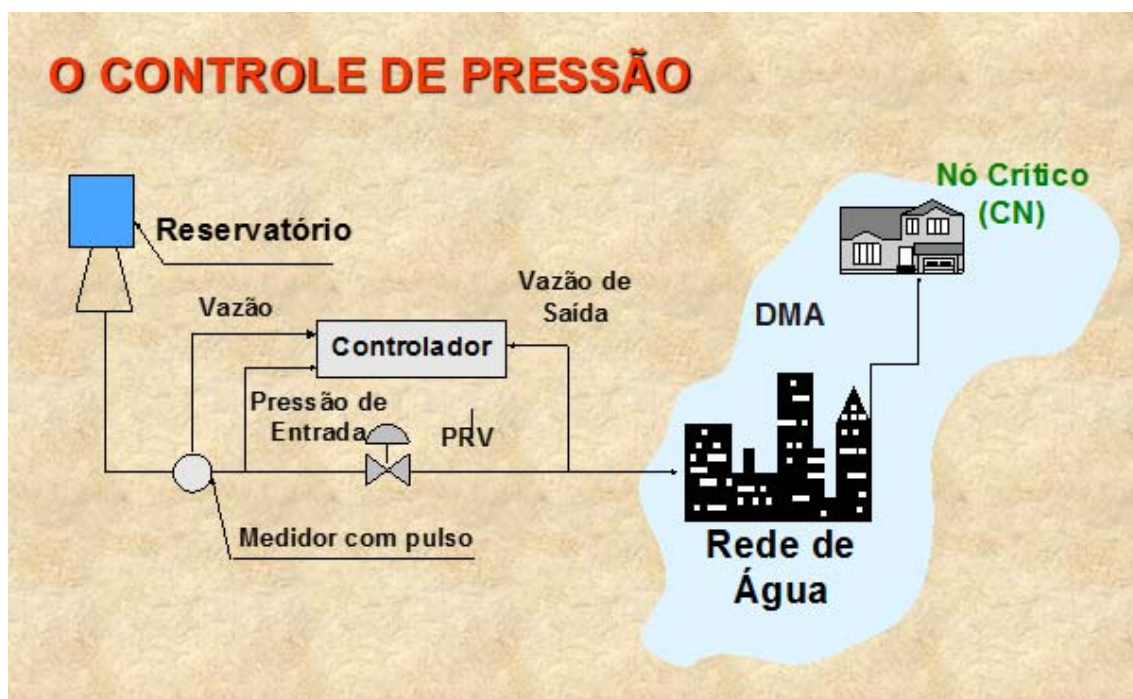 O CONTROLE DE PRESSÃO
Nó Crítico
(CN)
Reservatório
Vazão
Vazão de
Saída
DMA
Controlador
Pressão de
Entrada
PRV
Medidor com pulso
Rede de
Água